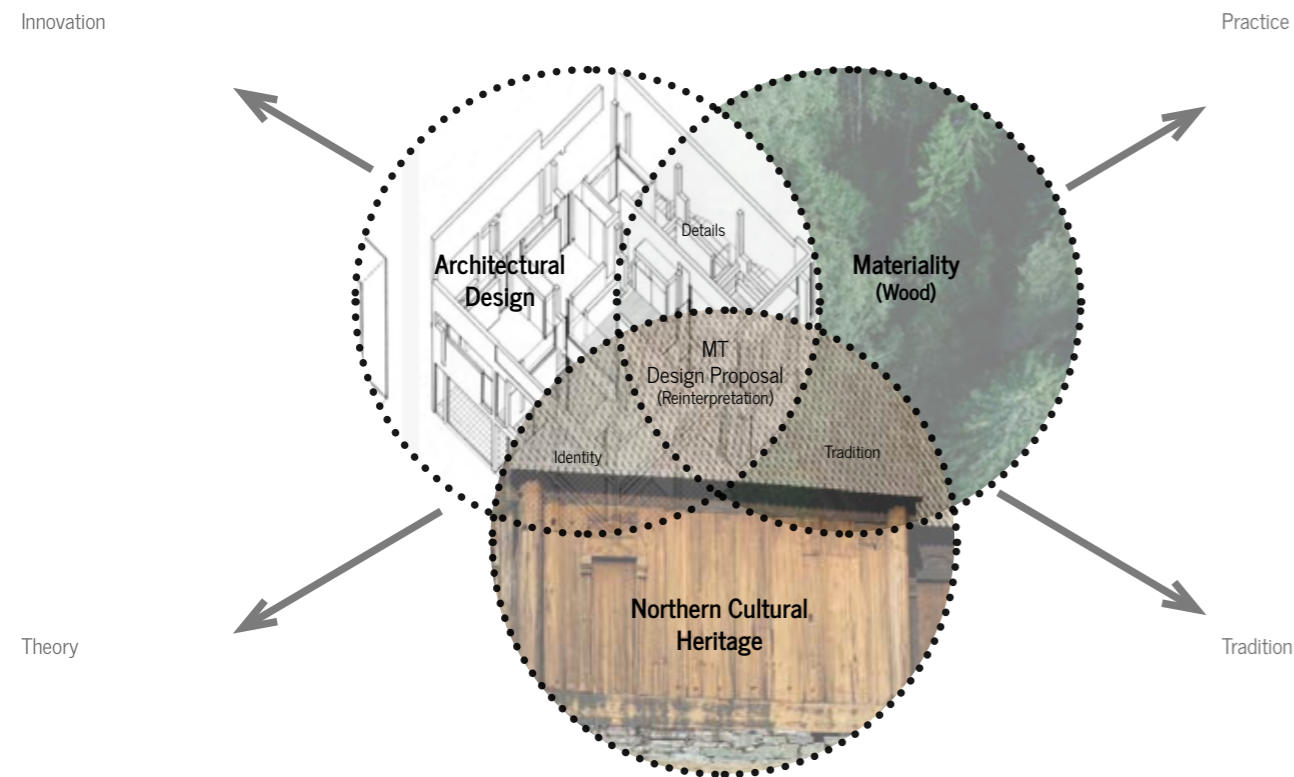 Innovation
Practice
Details
Architectural
Design
Materiality
(Wood)
MT
Design Proposal
(Reinterpretation)
Identity
Tradition
Northern Cultural
Heritage
Theory
Tradition